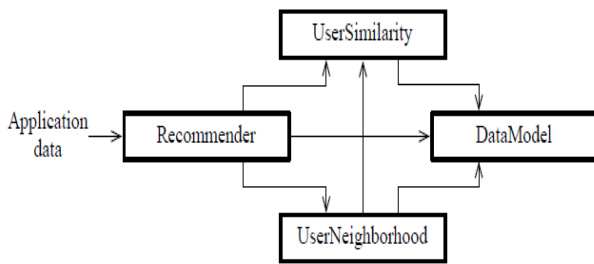 UserSimilarity
Application
data
Recommender
DataModel
UserNeighborhood